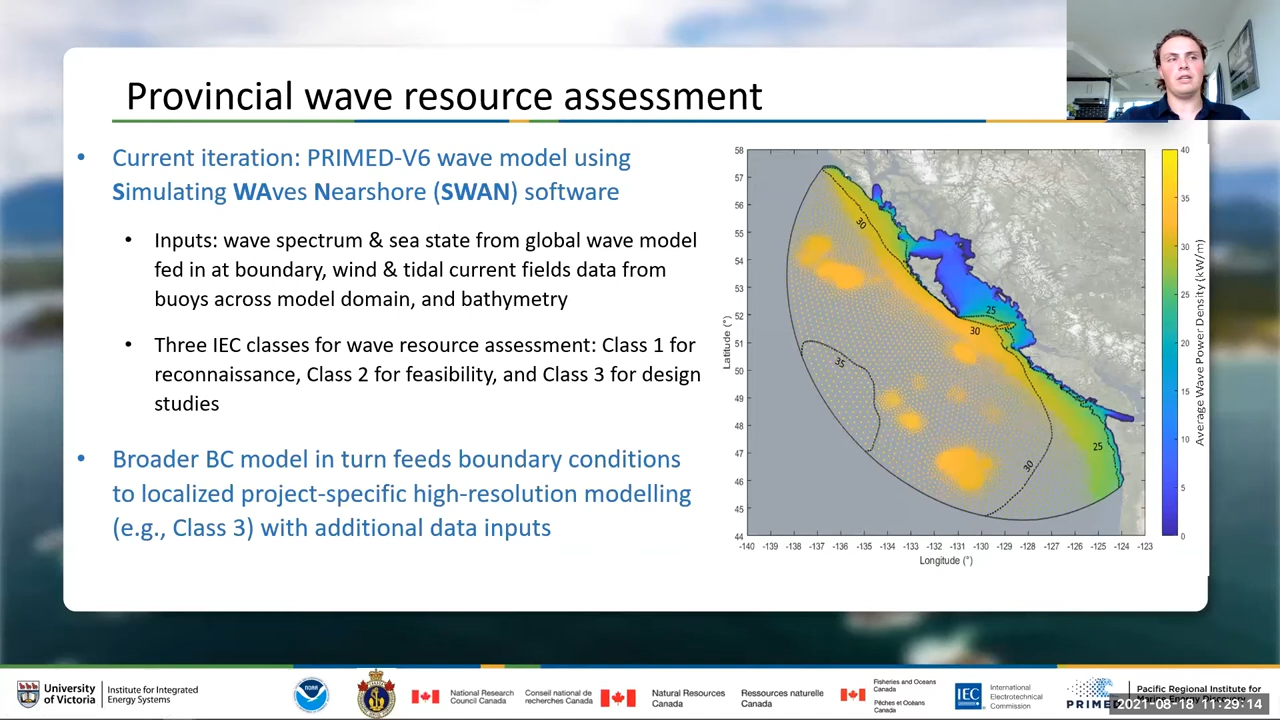 Provincial wave resource assessment
• Current iteration: PRIMED-V6 wave model using
Simulating WAves Nearshore (SWAN) software
• Inputs: wave spectrum & sea state from global wave model
fed in at boundary, wind & tidal current fields data from
buoys across model domain, and bathymetry
• Three IEC classes for wave resource assessment: Class 1 for
reconnaissance, Class 2 for feasibility, and Class 3 for design
studies
• Broader BC model in turn feeds boundary conditions
to localized project-specific high-resolution modelling
(e.g., Class 3) with additional data inputs
58
57
56
55
54
53
52
51
50
49
48
47
46
45
44
Latitude (°)
-140 -139 -138 -137 -136 -135 -134 -133 -132 -131 -130 -129 -128 -127 -126 -125 -124 -123
Longitude (°)
30
25
30
35
25
30
40
35
30
25
20
15
10
5
0
Average Wave Power Density (kW/m)
University
of Victoria
Institute for Integrated
Energy Systems
NOAA
National Research
Council Canada
Conseil national de
recherches Canada
Natural Resources
Canada
Ressources naturelle
Canada
Fisheries and Oceans
Canada
Pêches et Océans
Canada
IEC
International
Electrotechnical
Commission
PRIMED
Pacific Regional Institute for
2021-08-18 11:29:14